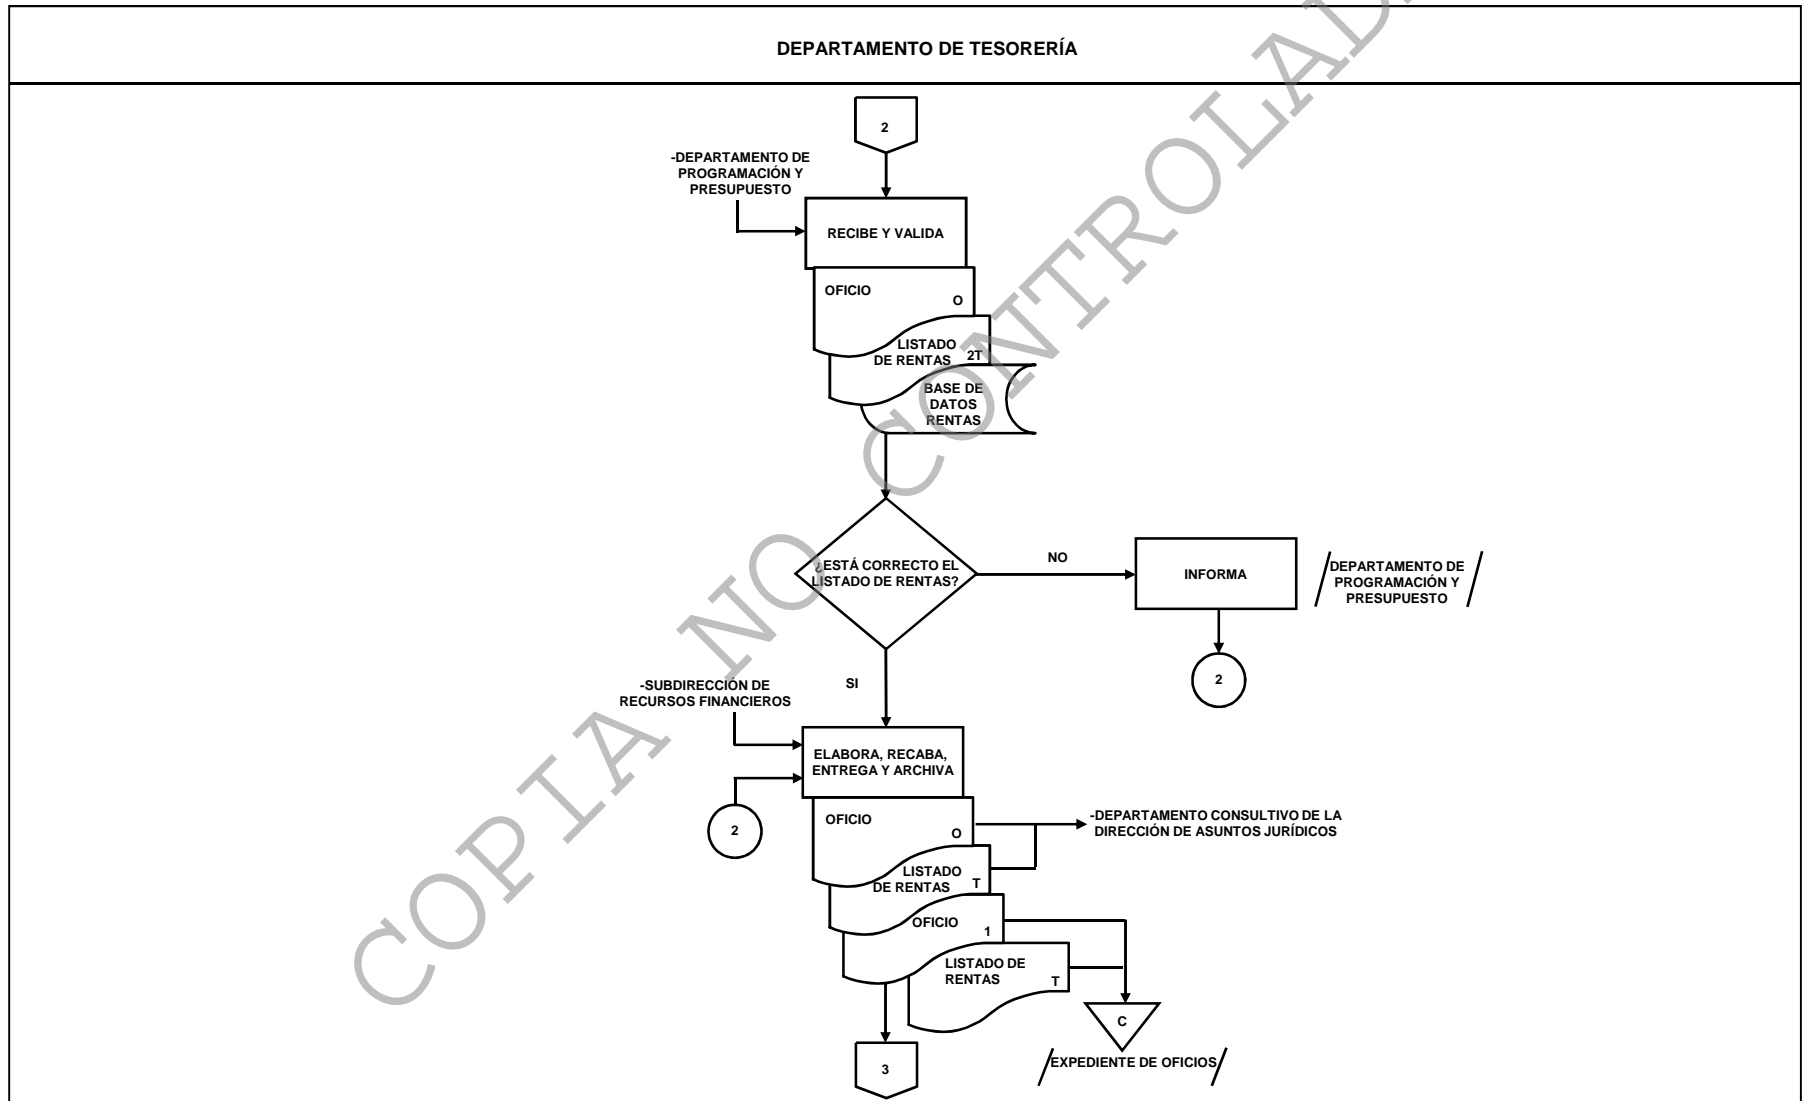 DEPARTAMENTO DE TESORERÍA
2
-DEPARTAMENTO DE
PROGRAMACIÓN Y
PRESUPUESTO
RECIBE Y VALIDA
OFICIO
O
LISTADO
DE RENTAS 2T
BASE DE
DATOS
RENTAS
¿ESTÁ CORRECTO EL
LISTADO DE RENTAS?
NO
INFORMA
DEPARTAMENTO DE
PROGRAMACIÓN Y
PRESUPUESTO
2
SI
-SUBDIRECCIÓN DE
RECURSOS FINANCIEROS
ELABORA, RECABA,
ENTREGA Y ARCHIVA
2
OFICIO
O
-DEPARTAMENTO CONSULTIVO DE LA
DIRECCIÓN DE ASUNTOS JURÍDICOS
LISTADO
DE RENTAS T
OFICIO
1
LISTADO DE
RENTAS
T
C
EXPEDIENTE DE OFICIOS
3
COPIA NO CONTROLAD